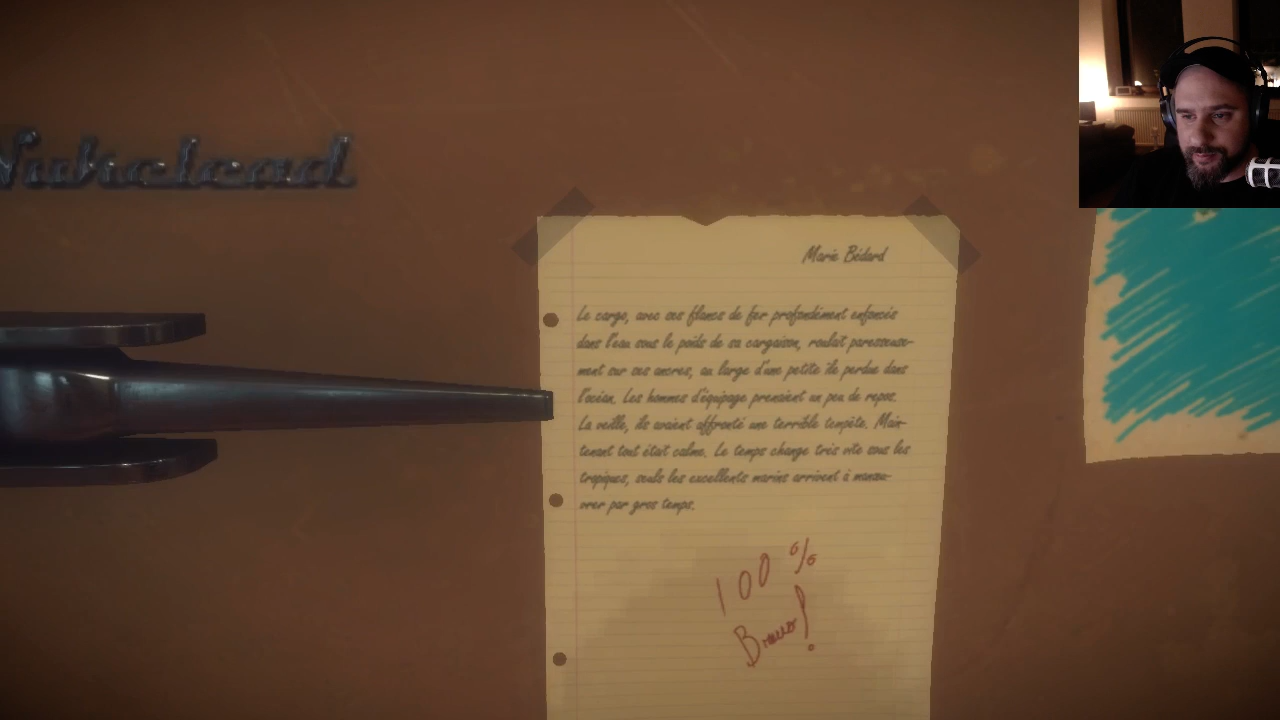 Nukelead
Marie Bédard
Le cargo, avec ses flancs de fer profondément enfoncés
dans l'eau sous le poids de sa cargaison, roulait paresseuse-
ment sur ses ancres, au large d'une petite île perdue dans
l'océan. Les hommes d'équipage prenaient un peu de repos.
La veille, ils avaient affronté une terrible tempête. Main-
tenant tout était calme. Le temps change très vite sous les
tropiques, seuls les excellents marins arrivent à manœu-
vrer par gros temps.
100 %
Bravo!